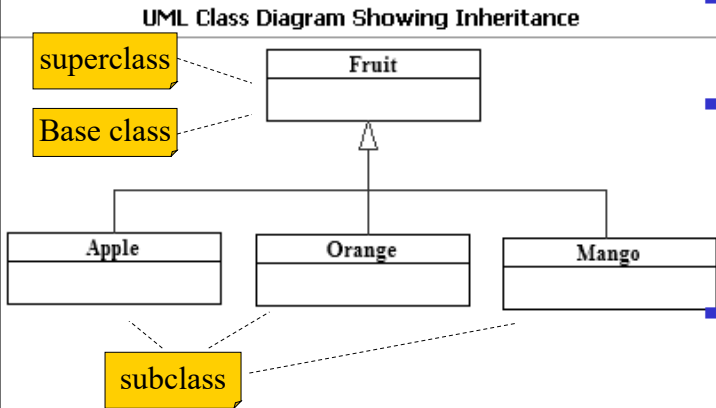 UML Class Diagram Showing Inheritance
superclass
Fruit
Base class
Apple
Orange
Mango
subclass